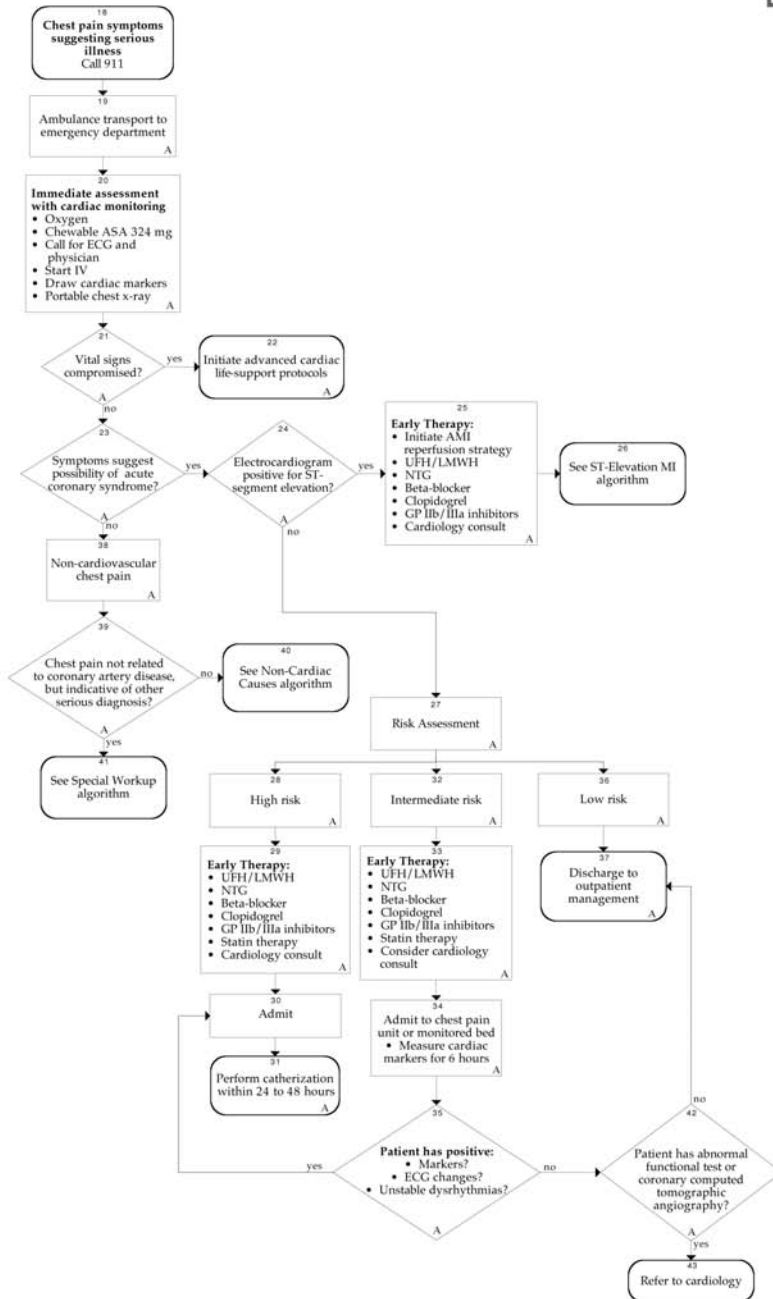 18
Chest pain symptoms
suggesting serious
illness
Call 911
19
Ambulance transport to
emergency department
A
20
Immediate assessment
with cardiac monitoring
• Oxygen
• Chewable ASA 324 mg
• Call for ECG and
physician
• Start IV
• Draw cardiac markers
• Portable chest x-ray
A
21
Vital signs
compromised?
A
yes
no
22
Initiate advanced cardiac
life-support protocols
A
23
Symptoms suggest
possibility of acute
coronary syndrome?
A
yes
no
24
Electrocardiogram
positive for ST-
segment elevation?
A
yes
no
25
Early Therapy:
• Initiate AMI
reperfusion strategy
• UFH/LMWH
• NTG
• Beta-blocker
• Clopidogrel
• GP IIb/IIIa inhibitors
• Cardiology consult
A
26
See ST-Elevation MI
algorithm
38
Non-cardiovascular
chest pain
A
39
Chest pain not related
to coronary artery disease,
but indicative of other
serious diagnosis?
A
no
yes
40
See Non-Cardiac
Causes algorithm
41
See Special Workup
algorithm
27
Risk Assessment
A
28
High risk
A
32
Intermediate risk
A
36
Low risk
A
29
Early Therapy:
• UFH/LMWH
• NTG
• Beta-blocker
• Clopidogrel
• GP IIb/IIIa inhibitors
• Statin therapy
• Cardiology consult
A
33
Early Therapy:
• UFH/LMWH
• NTG
• Beta-blocker
• Clopidogrel
• GP IIb/IIIa inhibitors
• Statin therapy
• Consider cardiology
consult
A
37
Discharge to
outpatient
management
A
30
Admit
31
Perform catherization
within 24 to 48 hours
A
34
Admit to chest pain
unit or monitored bed
• Measure cardiac
markers for 6 hours
A
35
Patient has positive:
• Markers?
• ECG changes?
• Unstable dysrhythmias?
A
yes
no
42
Patient has abnormal
functional test or
coronary computed
tomographic
angiography?
A
no
yes
43
Refer to cardiology